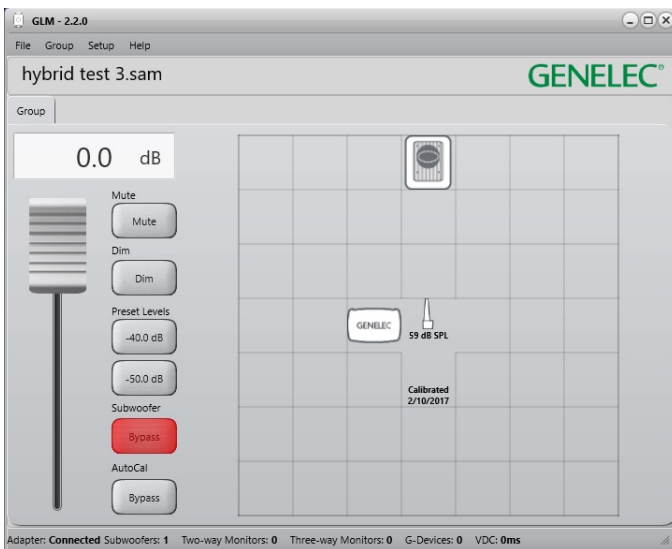 GLM - 2.2.0
File Group Setup Help
hybrid test 3.sam
GENELEC®
Group
0.0 dB
Mute
Mute
Dim
Dim
Preset Levels
-40.0 dB
-50.0 dB
Subwoofer
Bypass
AutoCal
Bypass
GENELEC
59 dB SPL
Calibrated
2/10/2017
Adapter: Connected Subwoofers: 1 Two-way Monitors: 0 Three-way Monitors: 0 G-Devices: 0 VDC: 0ms